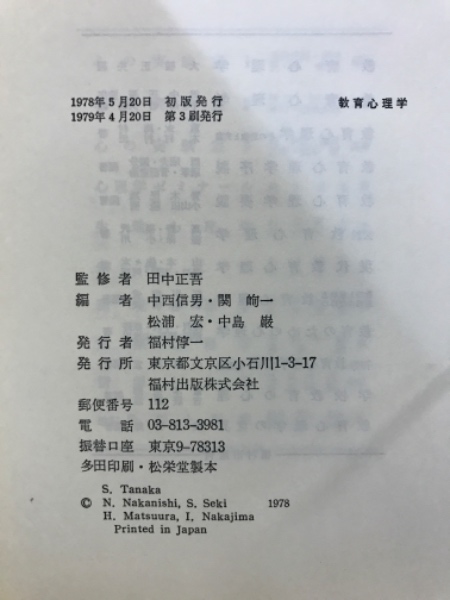 1978年5月20日 初版発行 教育心理学
1979年4月20日 第3刷発行
監修者 田中正吾
編者 中西信男・関 峋一
松浦 宏・中島 巌
発行者 福村惇一
発行所 東京都文京区小石川1-3-17
福村出版株式会社
郵便番号 112
電話 03-813-3981
振替口座 東京9-78313
多田印刷・松栄堂製本
S. Tanaka
© N. Nakanishi, S. Seki 1978
H. Matsuura, I, Nakajima
Printed in Japan